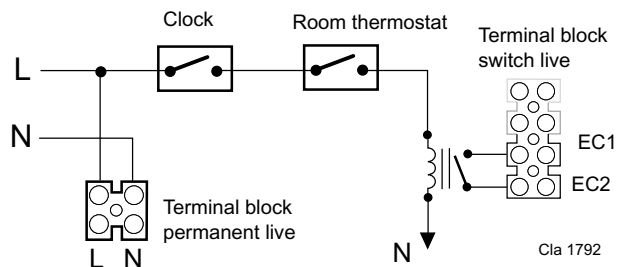 Clock
Room thermostat
Terminal block
switch live
L
N
EC1
EC2
Terminal block
permanent live
L N
N
Cla 1792